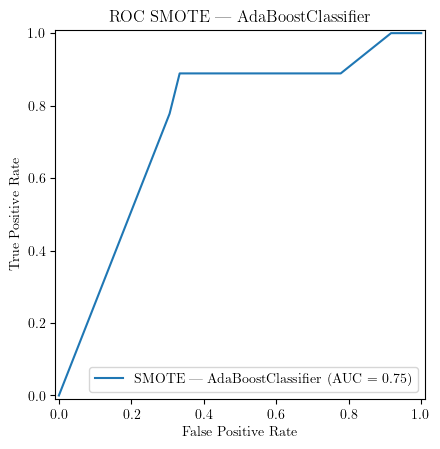 ROC SMOTE — AdaBoostClassifier
1.0
0.8
0.6
0.4
0.2
0.0
True Positive Rate
SMOTE — AdaBoostClassifier (AUC = 0.75)
0.0 0.2 0.4 0.6 0.8 1.0
False Positive Rate